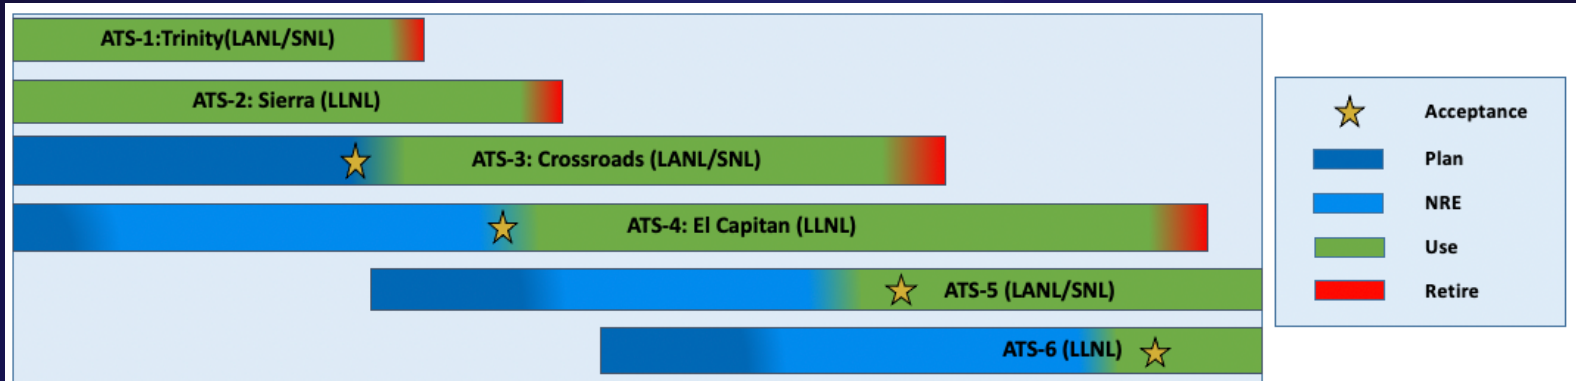 ATS-1:Trinity(LANL/SNL)
ATS-2: Sierra (LLNL)
ATS-3: Crossroads (LANL/SNL)
ATS-4: El Capitan (LLNL)
ATS-5 (LANL/SNL)
ATS-6 (LLNL)
Acceptance
Plan
NRE
Use
Retire